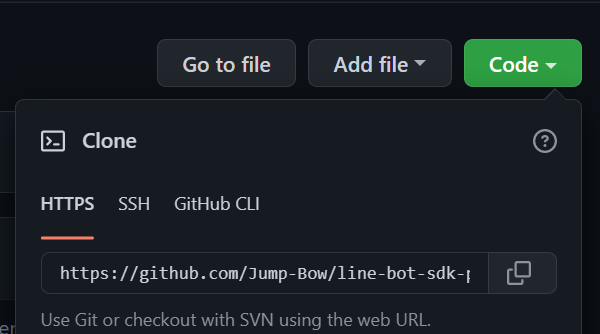 Go to file Add file Code
Clone
HTTPS SSH GitHub CLI
https://github.com/Jump-Bow/line-bot-sdk-
Use Git or checkout with SVN using the web URL.